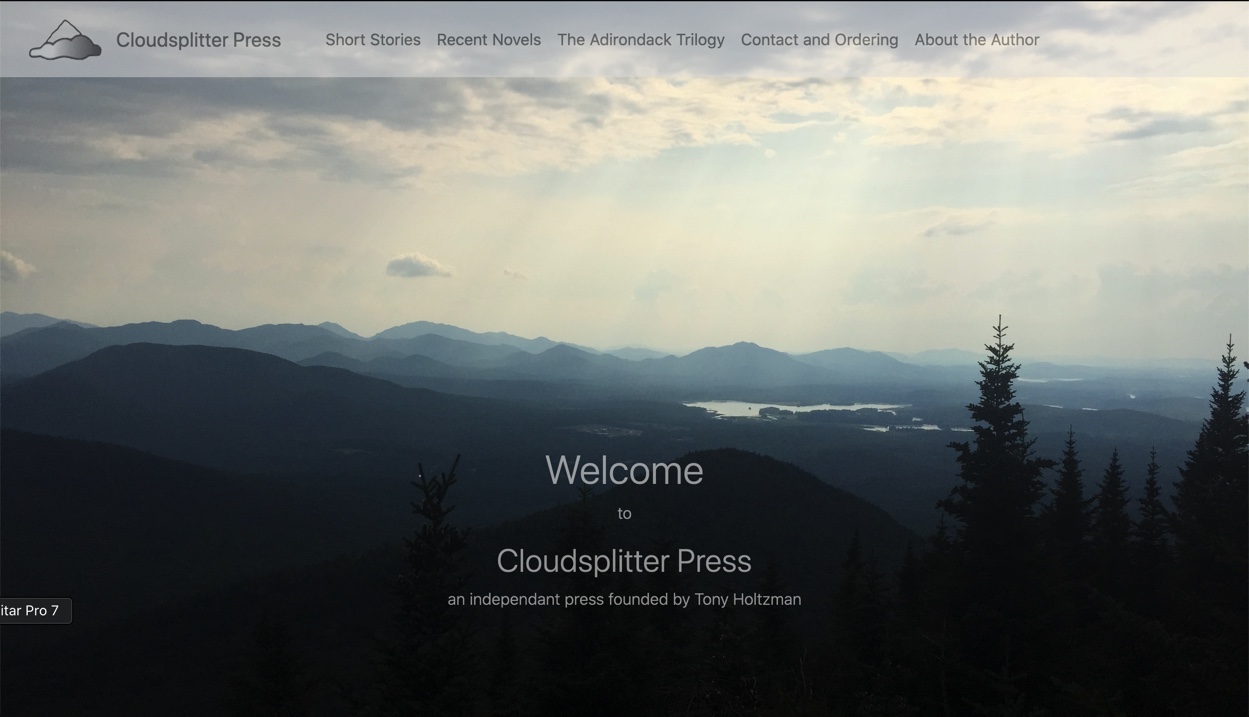 Cloudsplitter Press Short Stories Recent Novels The Adirondack Trilogy Contact and Ordering About the Author
Welcome
to
Cloudsplitter Press
an independant press founded by Tony Holtzman
itar Pro 7